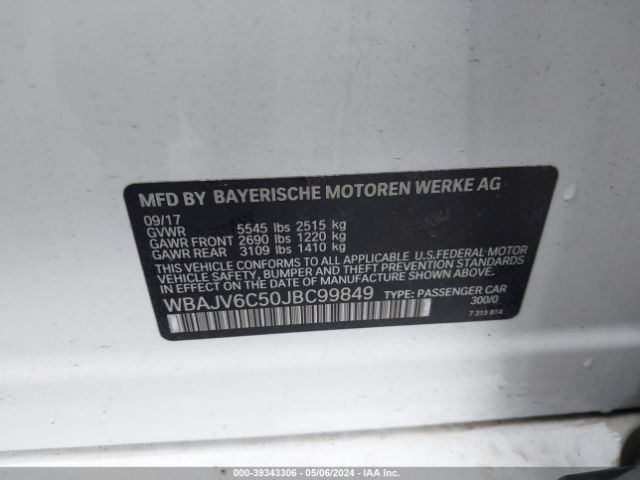 MFD BY BAYERISCHE MOTOREN WERKE AG
09/17
GVWR 5545 lbs 2515 kg
GAWR FRONT 2690 lbs 1220 kg
GAWR REAR 3109 lbs 1410 kg
THIS VEHICLE CONFORMS TO ALL APPLICABLE U.S.FEDERAL MOTOR
VEHICLE SAFETY, BUMPER AND THEFT PREVENTION
STANDARDS IN EFFECT ON THE DATE OF MANUFACTURE SHOWN ABOVE.
WBAJV6C50JBC99849 TYPE: PASSENGER CAR
300/0
7 315 814
000-39343306 - 05/06/2024 - IAA Inc.